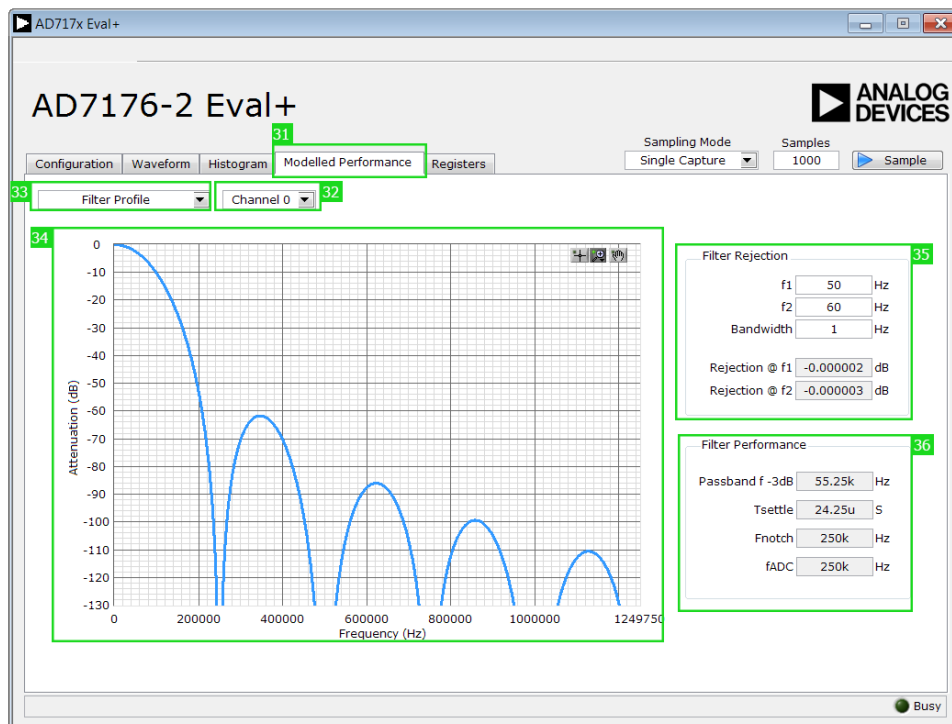 AD717x Eval+
AD7176-2 Eval+
ANALOG
DEVICES
31
Sampling Mode
Samples
Configuration
Waveform
Histogram
Modelled Performance
Registers
Single Capture
1000
Sample
33
Filter Profile
Channel 0
32
34
35
0
-10
-20
-30
-40
-50
-60
-70
-80
-90
-100
-110
-120
-130
Attenuation (dB)
0
200000
400000
600000
800000
1000000
1249750
Frequency (Hz)
Filter Rejection
f1 50 Hz
f2 60 Hz
Bandwidth 1 Hz
Rejection @ f1 -0.000002 dB
Rejection @ f2 -0.000003 dB
36
Filter Performance
Passband f -3dB 55.25k Hz
Tsettle 24.25u S
Fnotch 250k Hz
fADC 250k Hz
Busy